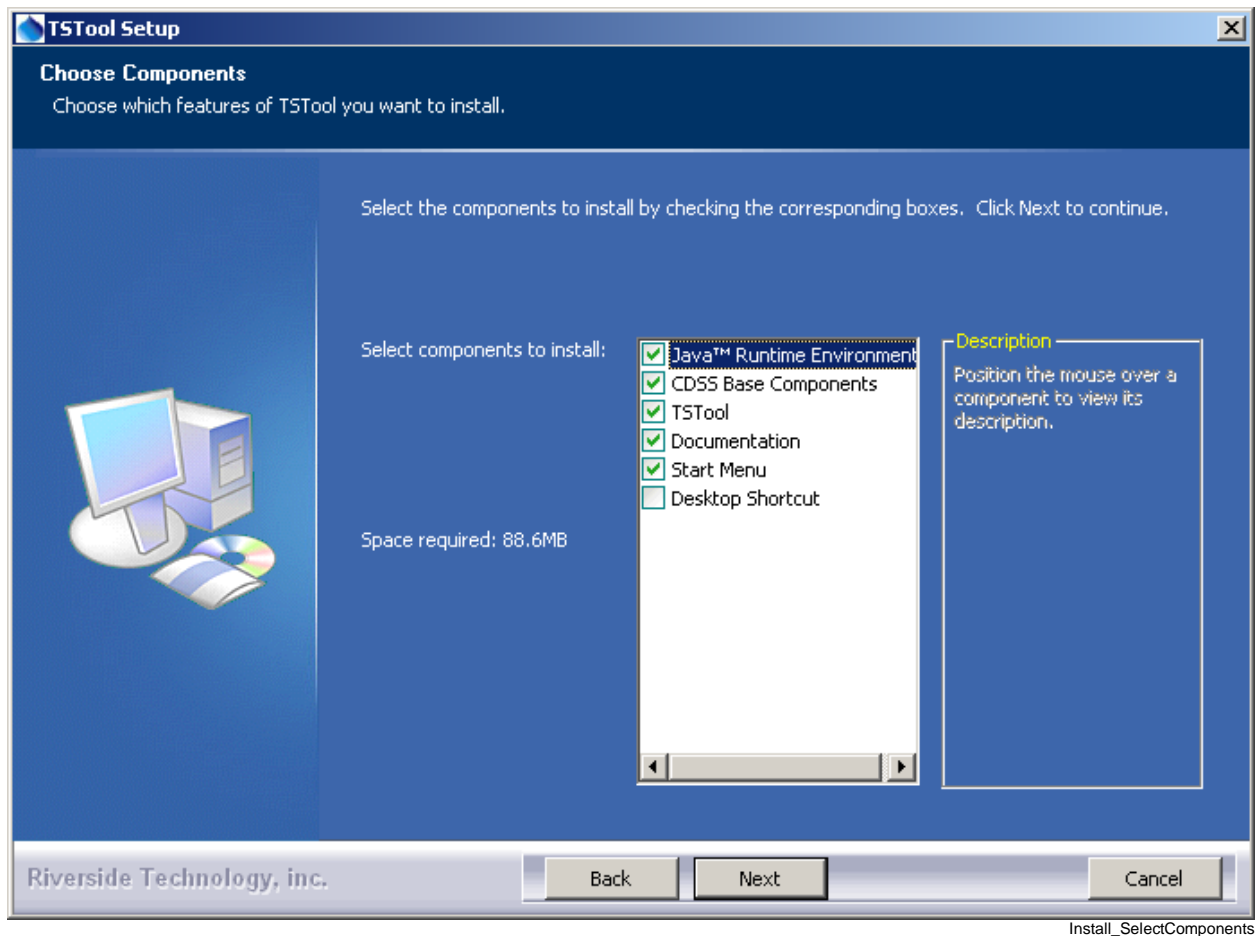 TSTool Setup
Choose Components
Choose which features of TSTool you want to install.
Select the components to install by checking the corresponding boxes.  Click Next to continue.
Select components to install:
Java™ Runtime Environment
CDSS Base Components
TSTool
Documentation
Start Menu
Desktop Shortcut
Space required: 88.6MB
Description
Position the mouse over a
component to view its
description.
Riverside Technology, inc.
Back
Next
Cancel
Install_SelectComponents